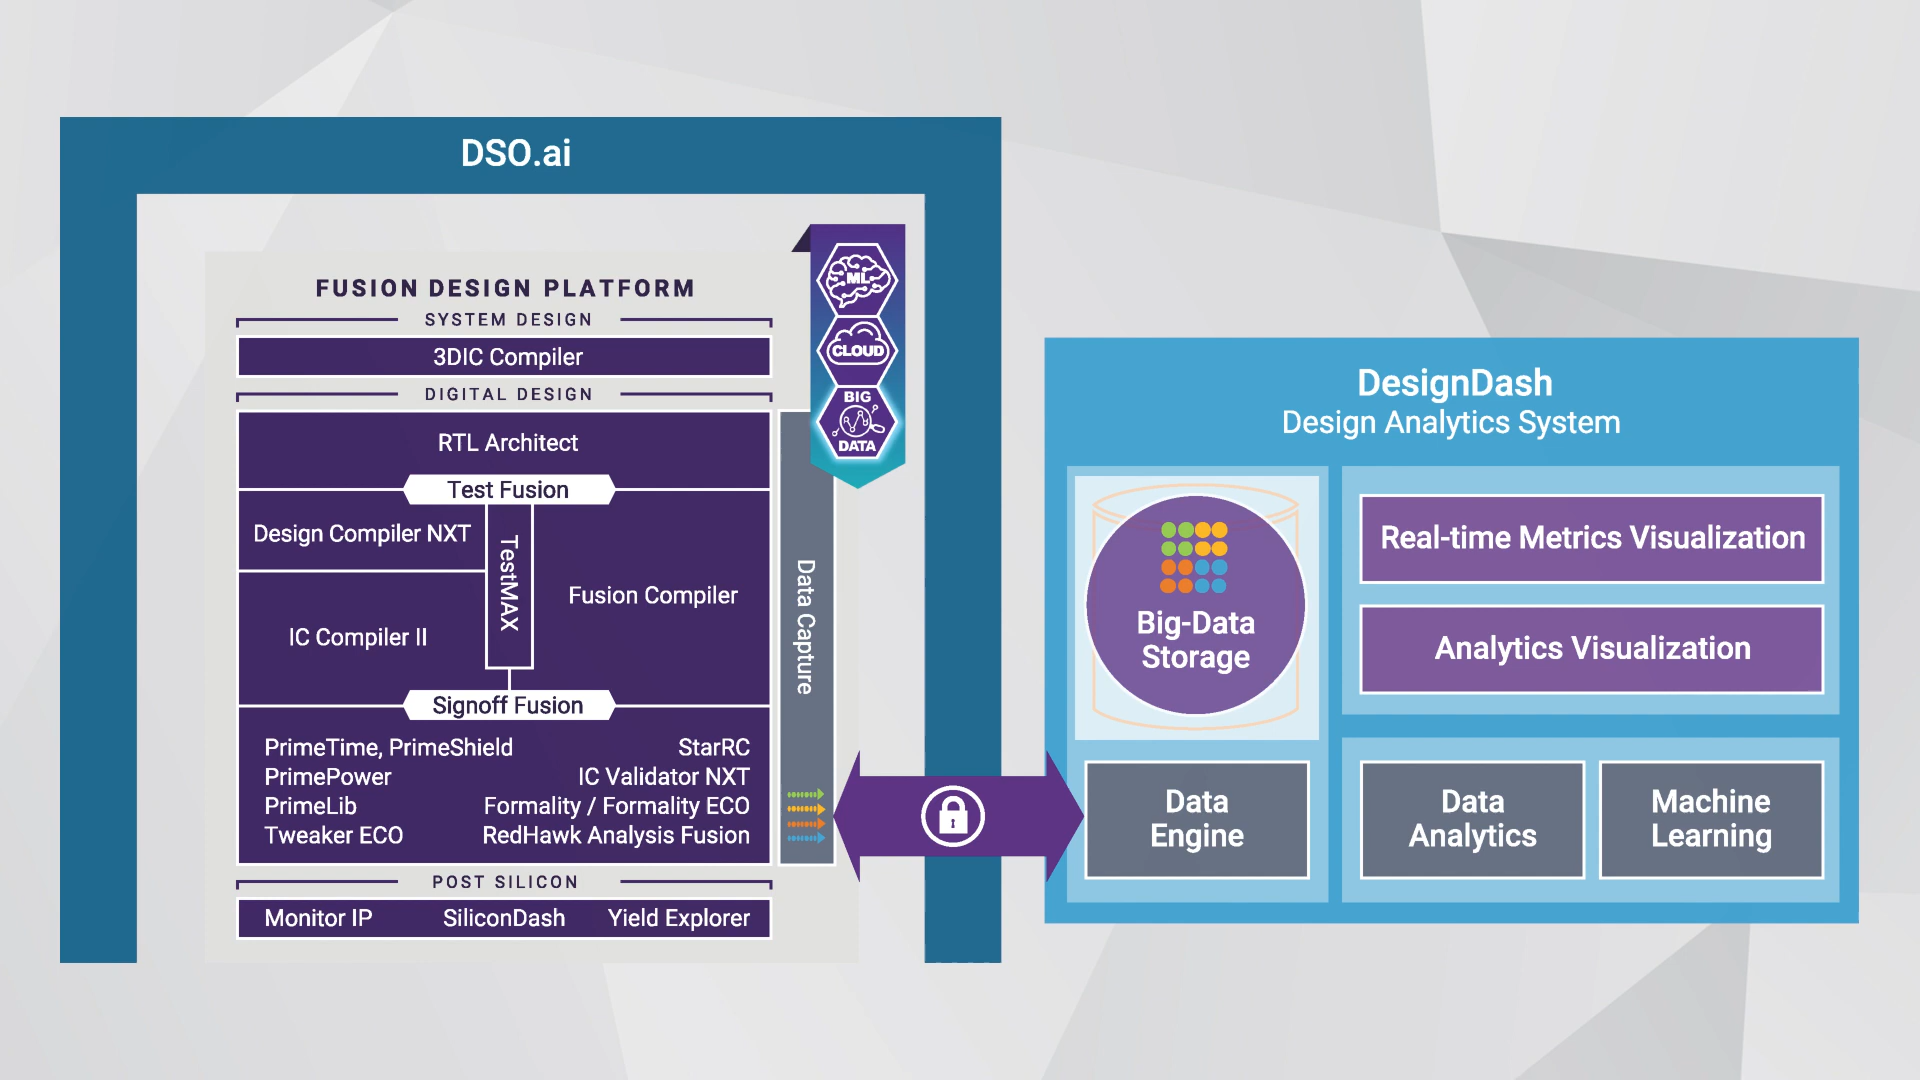 DSO.ai
FUSION DESIGN PLATFORM
SYSTEM DESIGN
3DIC Compiler
DIGITAL DESIGN
RTL Architect
Test Fusion
Design Compiler NXT
TestMAX
Fusion Compiler
IC Compiler II
Signoff Fusion
PrimeTime, PrimeShield
PrimePower
PrimeLib
Tweaker ECO
StarRC
IC Validator NXT
Formality / Formality ECO
RedHawk Analysis Fusion
POST SILICON
Monitor IP
SiliconDash
Yield Explorer
Data Capture
ML
CLOUD
BIG
DATA
DesignDash
Design Analytics System
Big-Data
Storage
Data
Engine
Real-time Metrics Visualization
Analytics Visualization
Data
Analytics
Machine
Learning